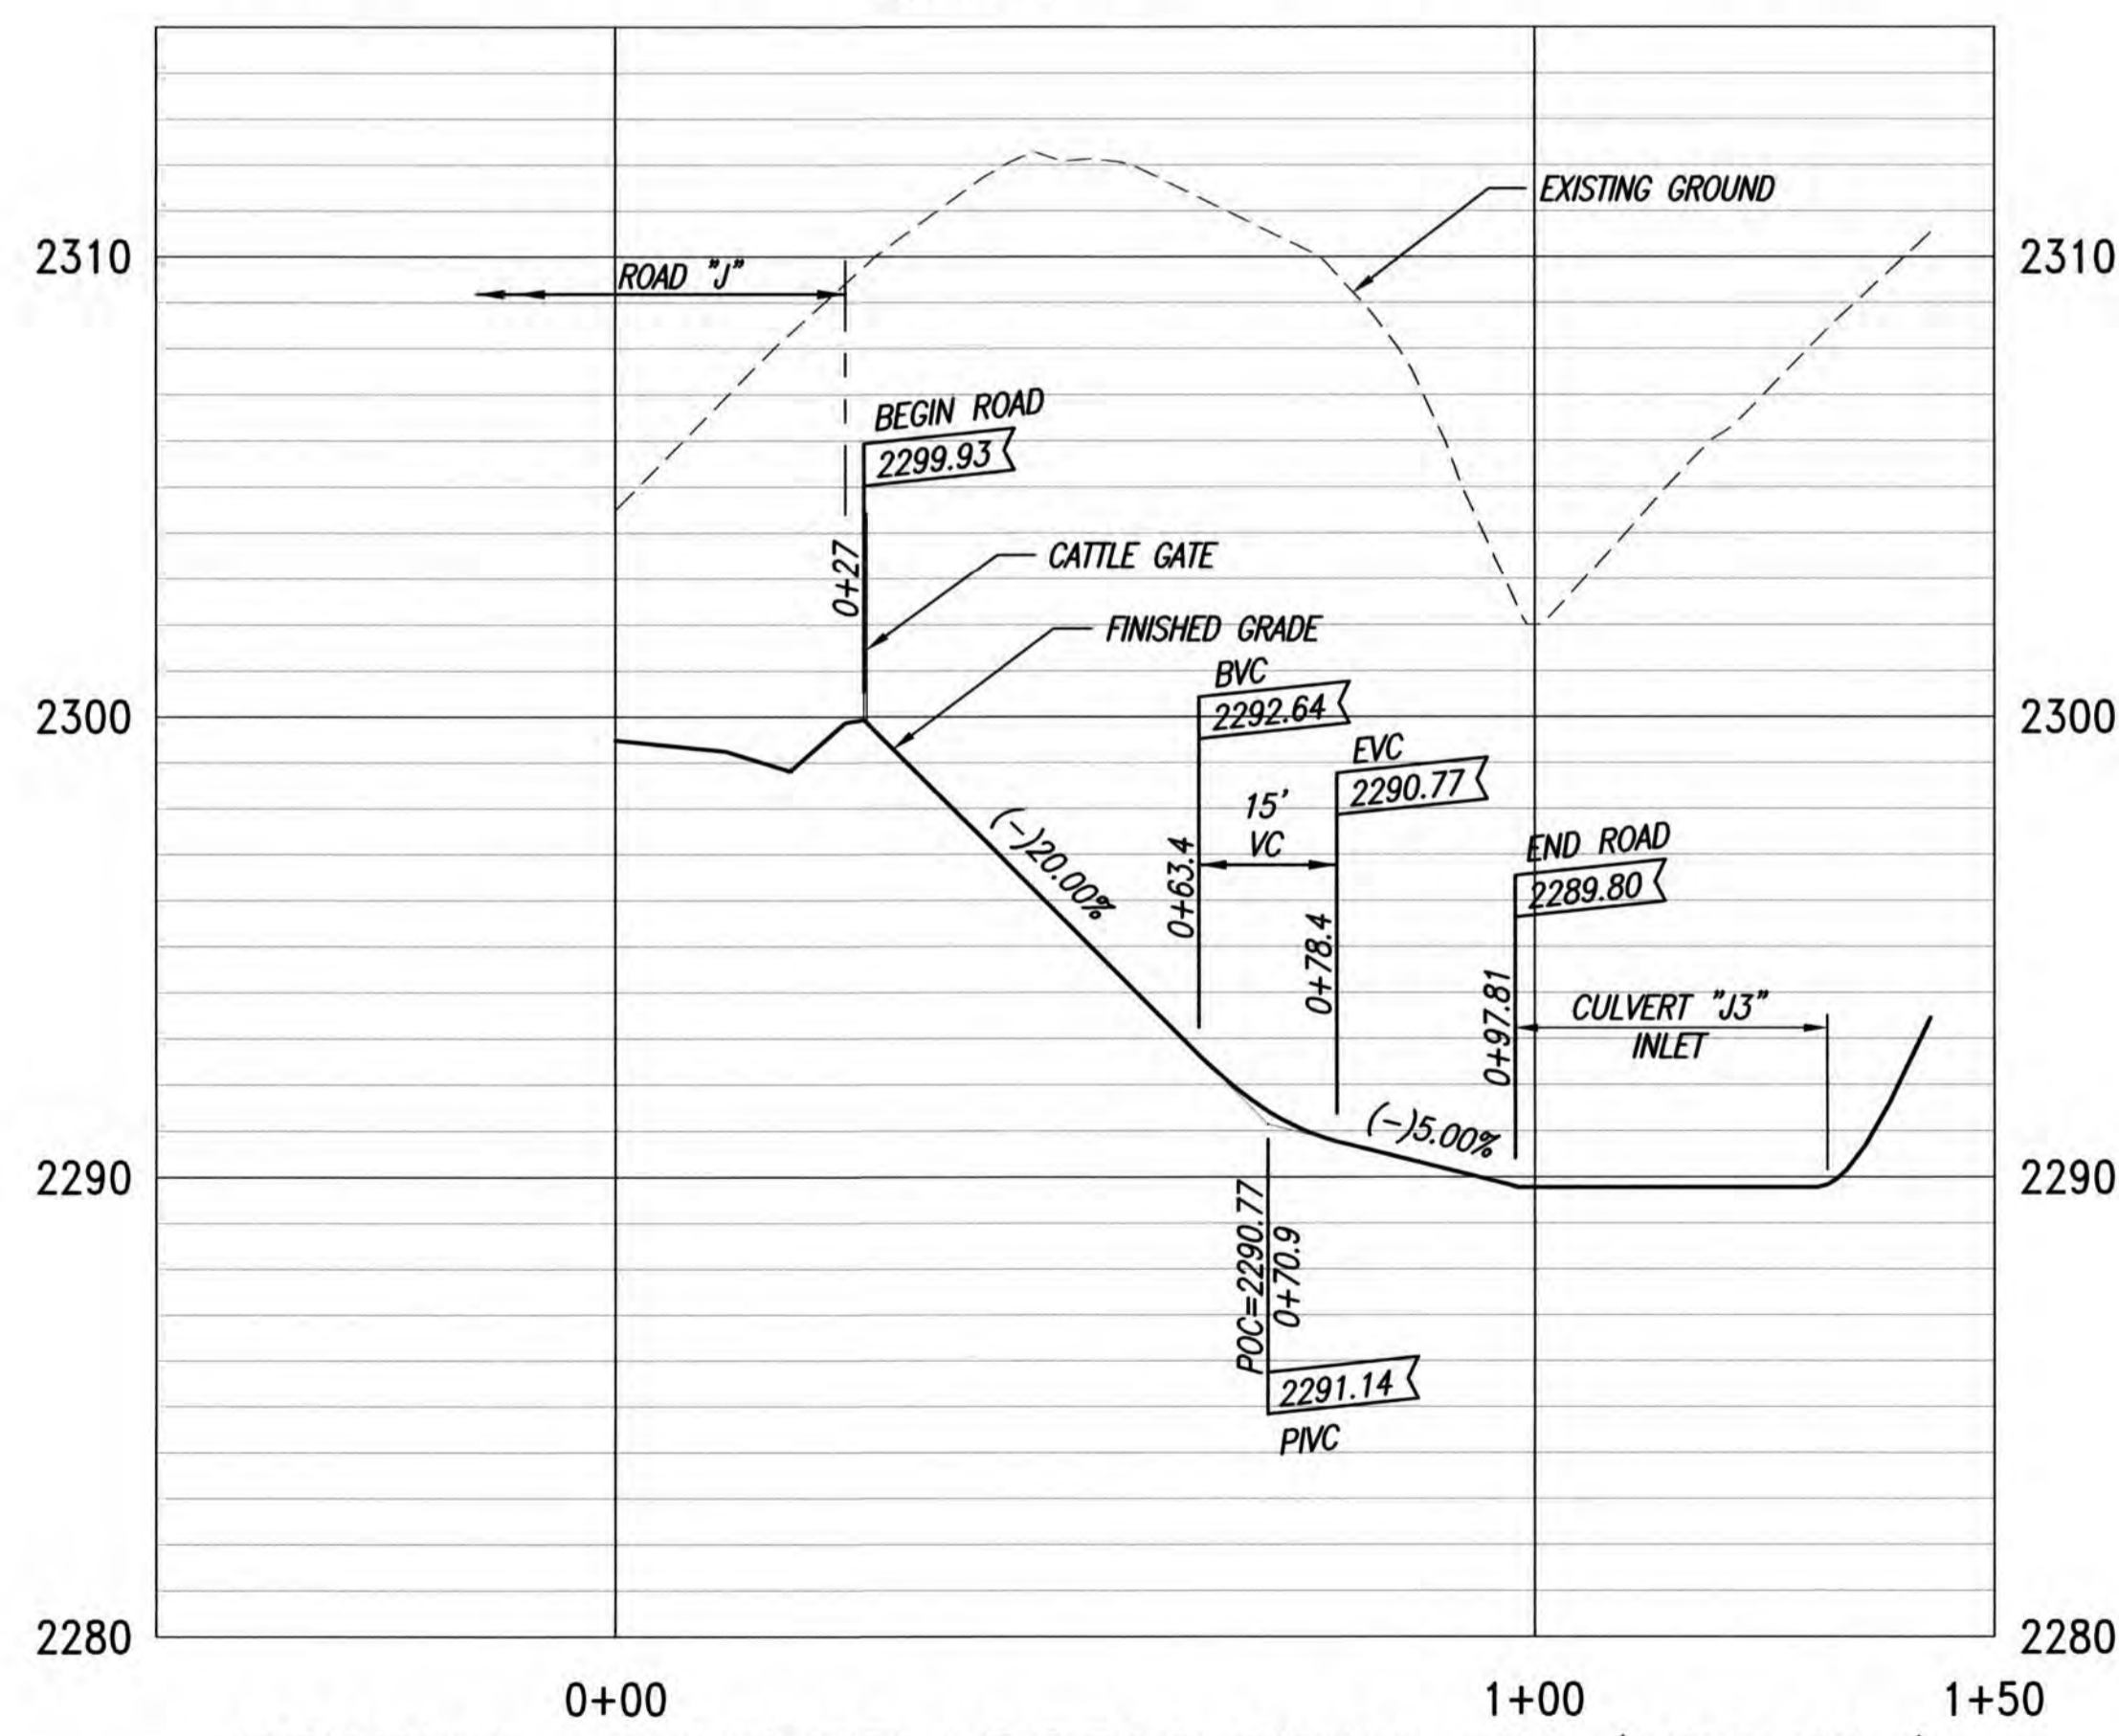 EXISTING GROUND
2310
2310
ROAD "J"
BEGIN ROAD
2299.93
0+27
CATTLE GATE
FINISHED GRADE
BVC
2292.64
2300
2300
EVC
2290.77
15'
VC
(-)20.00%
0+63.4
0+78.4
END ROAD
2289.80
0+97.81
CULVERT "J3"
INLET
(-)5.00%
2290
2290
POC=2290.77
0+70.9
2291.14
PIVC
2280
2280
0+00
1+00
1+50